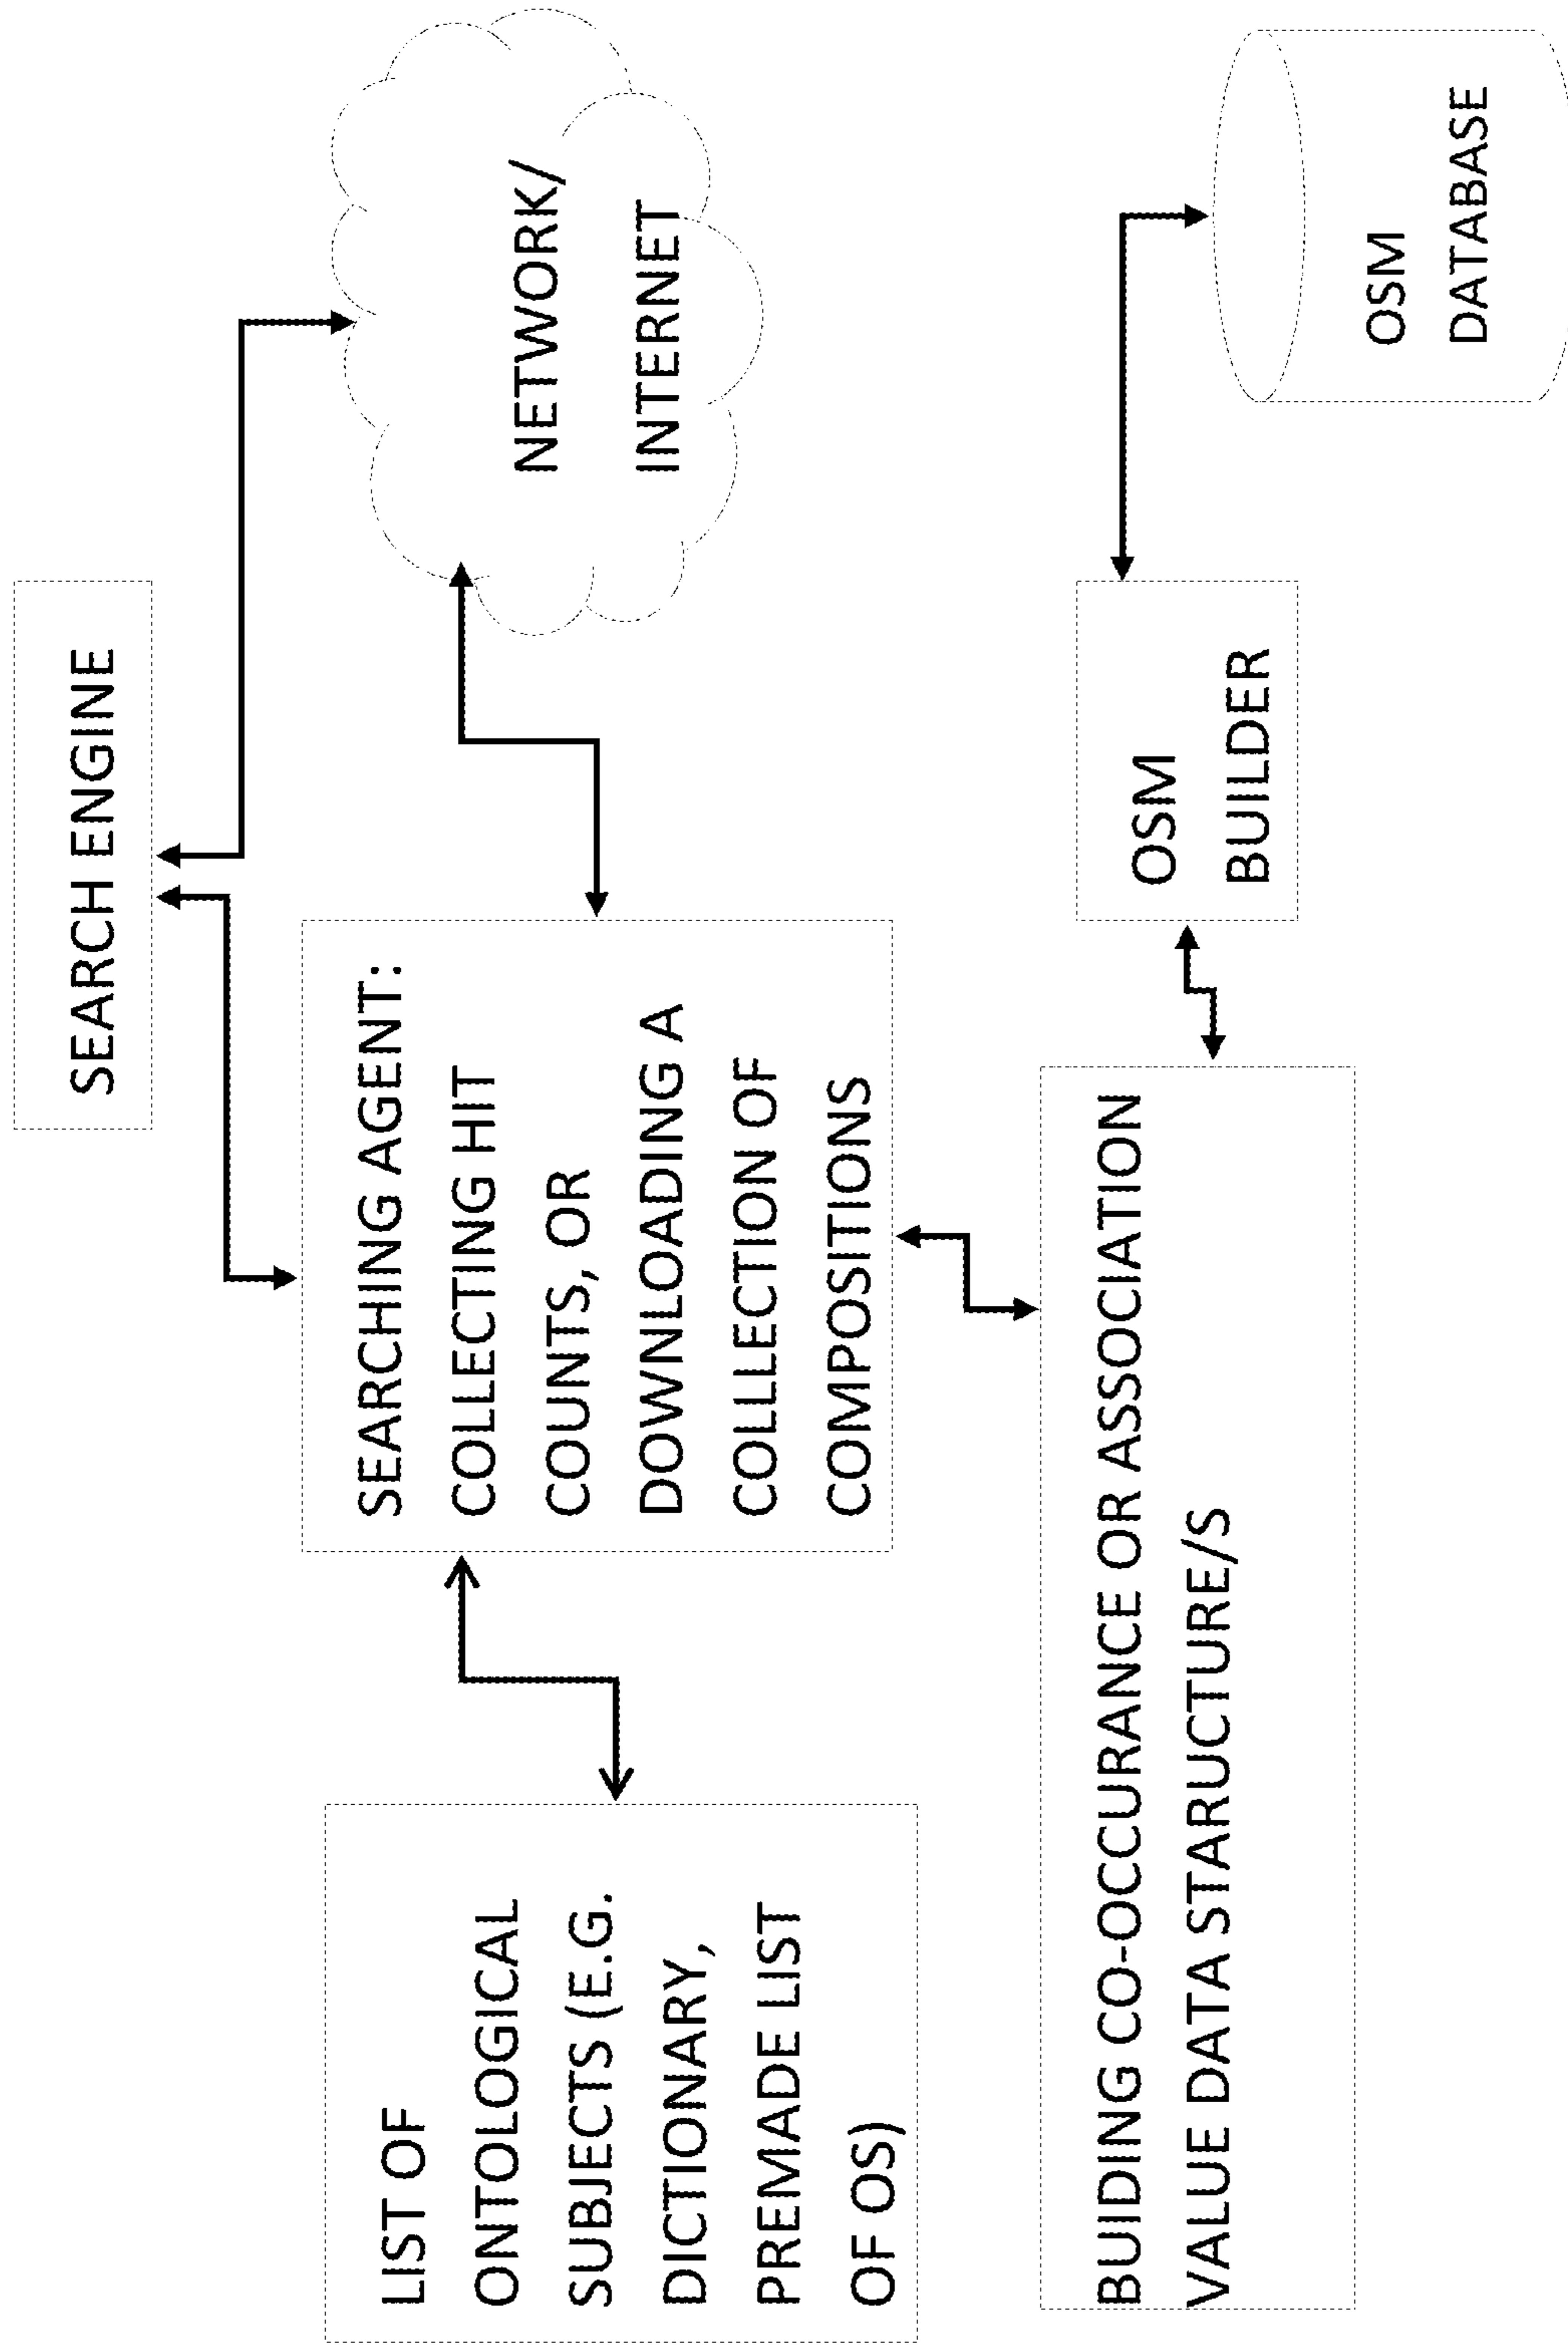 SEARCH ENGINE
LIST OF
ONTOLOGICAL
SUBJECTS (E.G.
DICTIONARY,
PREMADE LIST
OF OS)
SEARCHING AGENT:
COLLECTING HIT
COUNTS, OR
DOWNLOADING A
COLLLECTION OF
COMPOSITIONS
NETWORK/
INTERNET
BUIDING CO-OCCURANCE OR ASSOCIATION
VALUE DATA STARUCTURE/S
OSM
BUILDER
OSM
DATABASE